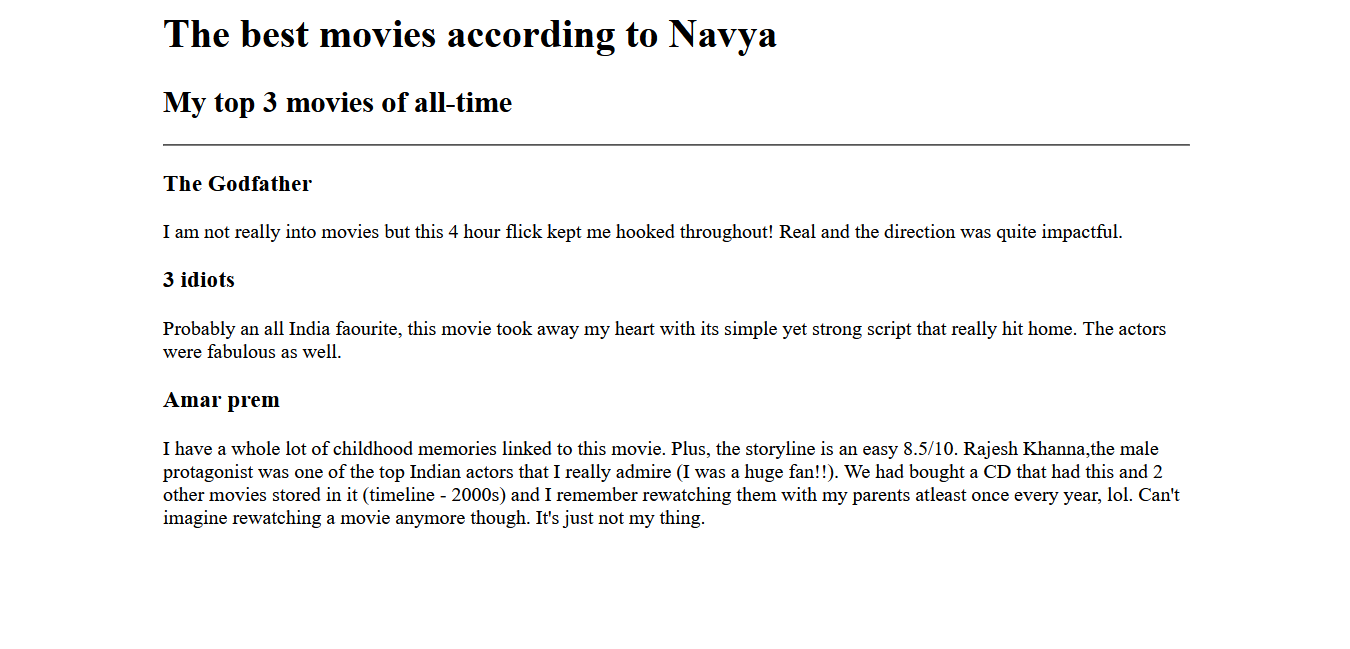 The best movies according to Navya
My top 3 movies of all-time
The Godfather
I am not really into movies but this 4 hour flick kept me hooked throughout! Real and the direction was quite impactful.
3 idiots
Probably an all India faourite, this movie took away my heart with its simple yet strong script that really hit home. The actors
were fabulous as well.
Amar prem
I have a whole lot of childhood memories linked to this movie. Plus, the storyline is an easy 8.5/10. Rajesh Khanna,the male
protagonist was one of the top Indian actors that I really admire (I was a huge fan!!). We had bought a CD that had this and 2
other movies stored in it (timeline - 2000s) and I remember rewatching them with my parents atleast once every year, lol. Can't
imagine rewatching a movie anymore though. It's just not my thing.